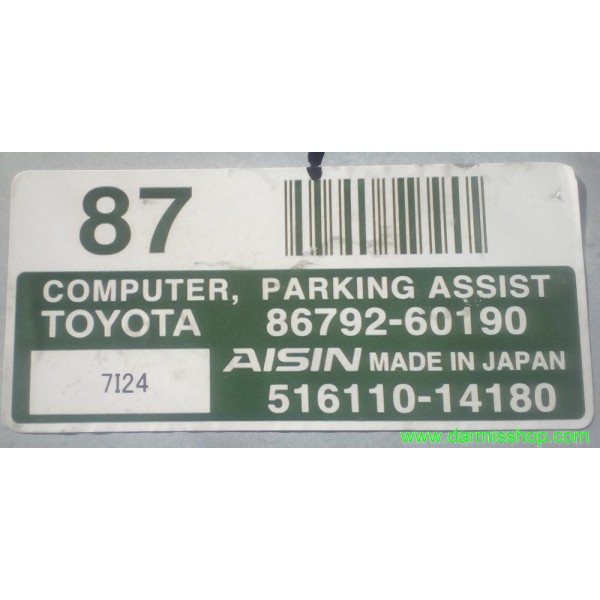 87
COMPUTER, PARKING ASSIST
TOYOTA 86792-60190
7I24
AISIN MADE IN JAPAN
516110-14180
www.darmisshop.com